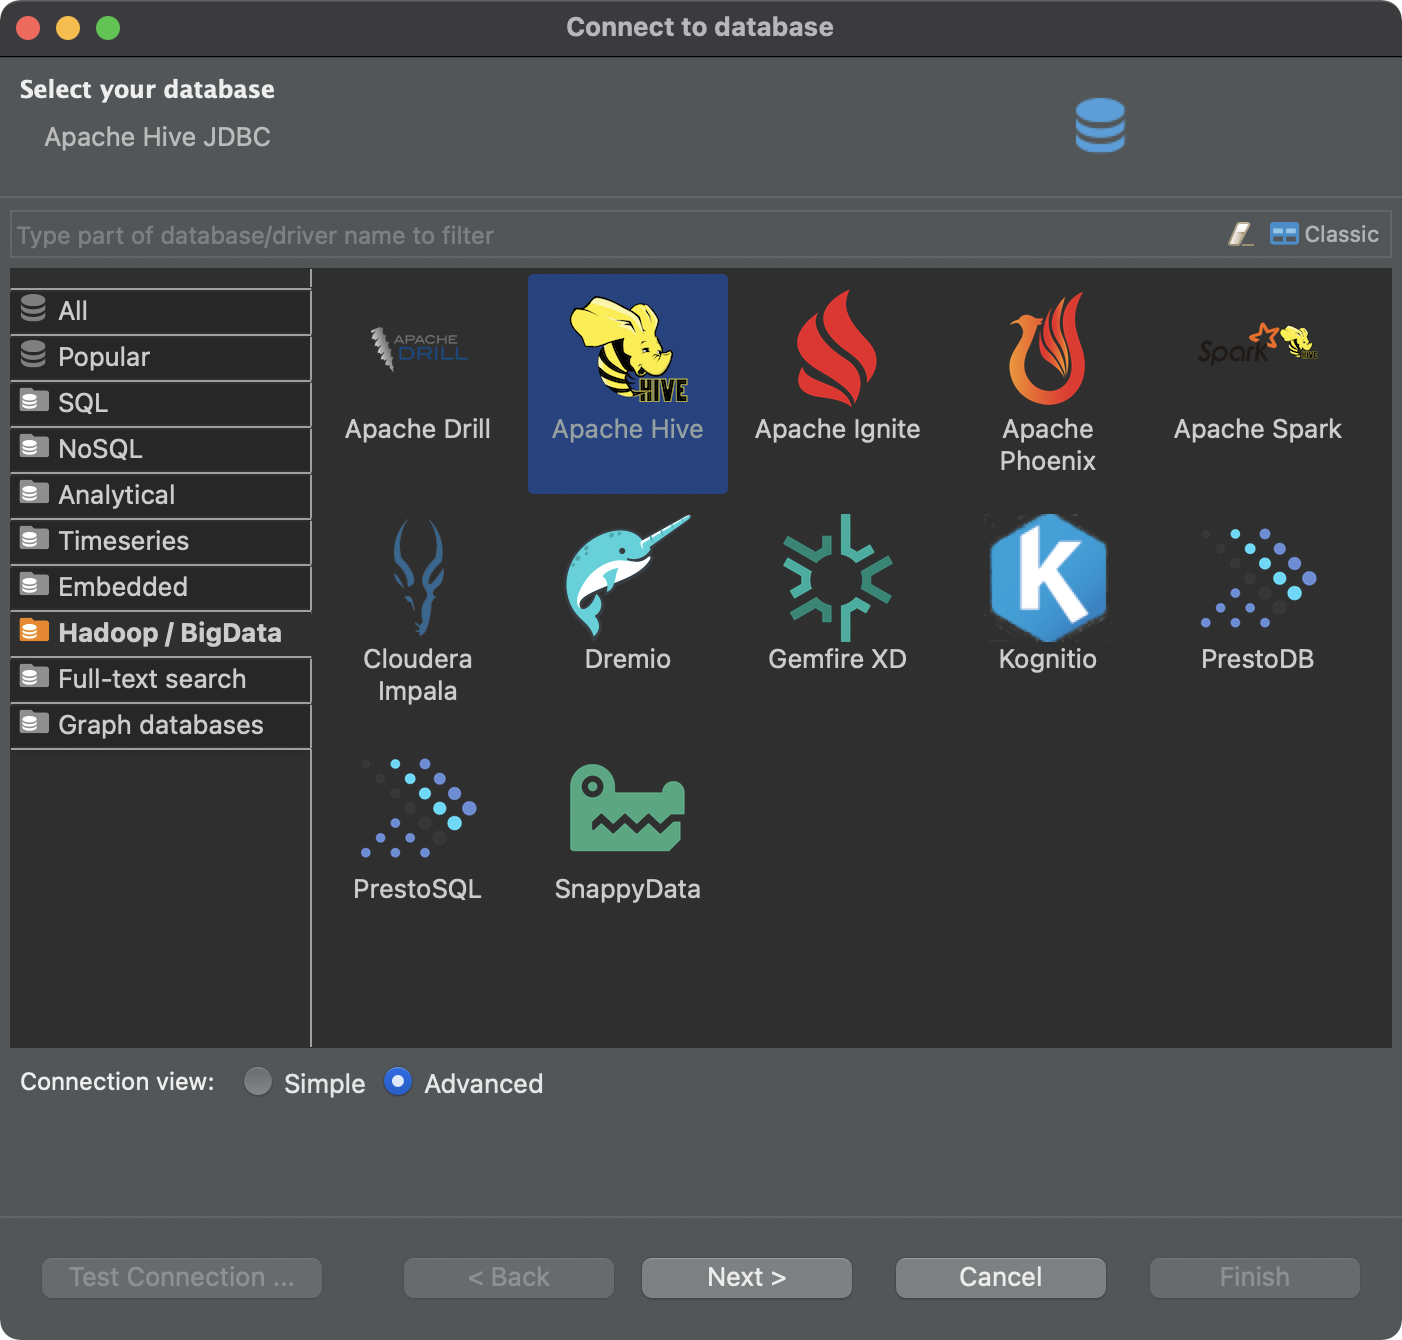 Connect to database
Select your database
Apache Hive JDBC
Type part of database/driver name to filter
Classic
All
Popular
SQL
NoSQL
Analytical
Timeseries
Embedded
Hadoop / BigData
Full-text search
Graph databases
APACHE
DRILL
Apache Drill
HIVE
Apache Hive
Apache Ignite
Apache
Phoenix
Spark
HIVE
Apache Spark
Cloudera
Impala
Dremio
Gemfire XD
K
Kognitio
PrestoDB
PrestoSQL
SnappyData
Connection view:
Simple
Advanced
Test Connection ...
< Back
Next >
Cancel
Finish